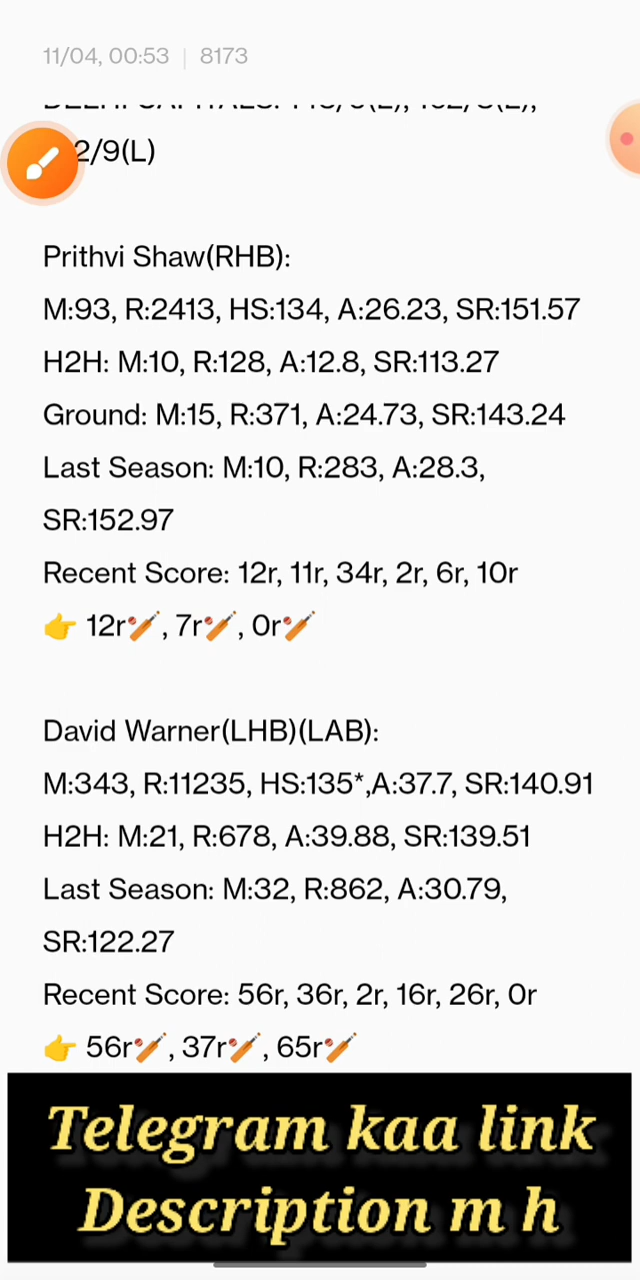 11/04, 00:53 | 8173
DELHI CAPITALS:
2/9(L)
Prithvi Shaw(RHB):
M:93, R:2413, HS:134, A:26.23, SR:151.57
H2H: M:10, R:128, A:12.8, SR:113.27
Ground: M:15, R:371, A:24.73, SR:143.24
Last Season: M:10, R:283, A:28.3,
SR:152.97
Recent Score: 12r, 11r, 34r, 2r, 6r, 10r
👉 12r🏏, 7r🏏, 0r🏏
David Warner(LHB)(LAB):
M:343, R:11235, HS:135*,A:37.7, SR:140.91
H2H: M:21, R:678, A:39.88, SR:139.51
Last Season: M:32, R:862, A:30.79,
SR:122.27
Recent Score: 56r, 36r, 2r, 16r, 26r, 0r
👉 56r🏏, 37r🏏, 65r🏏
Telegram kaa link
Description m h